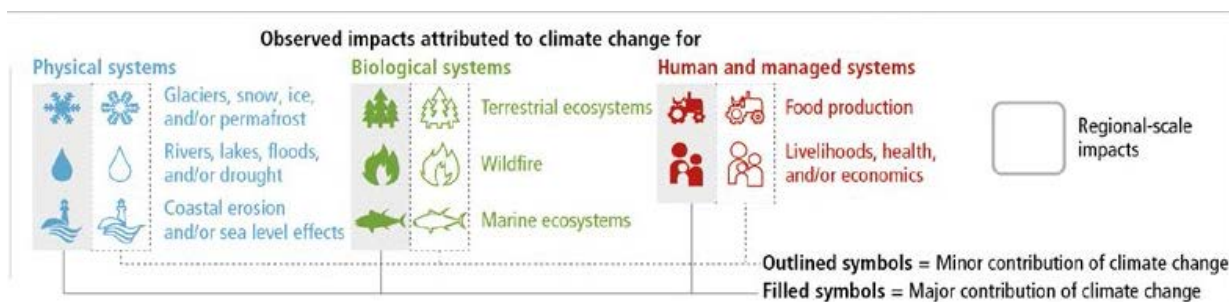 Observed impacts attributed to climate change for
Physical systems
Glaciers, snow, ice,
and/or permafrost
Rivers, lakes, floods,
and/or drought
Coastal erosion
and/or sea level effects
Biological systems
Terrestrial ecosystems
Wildfire
Marine ecosystems
Human and managed systems
Food production
Livelihoods, health,
and/or economics
Regional-scale
impacts
Outlined symbols = Minor contribution of climate change
Filled symbols = Major contribution of climate change